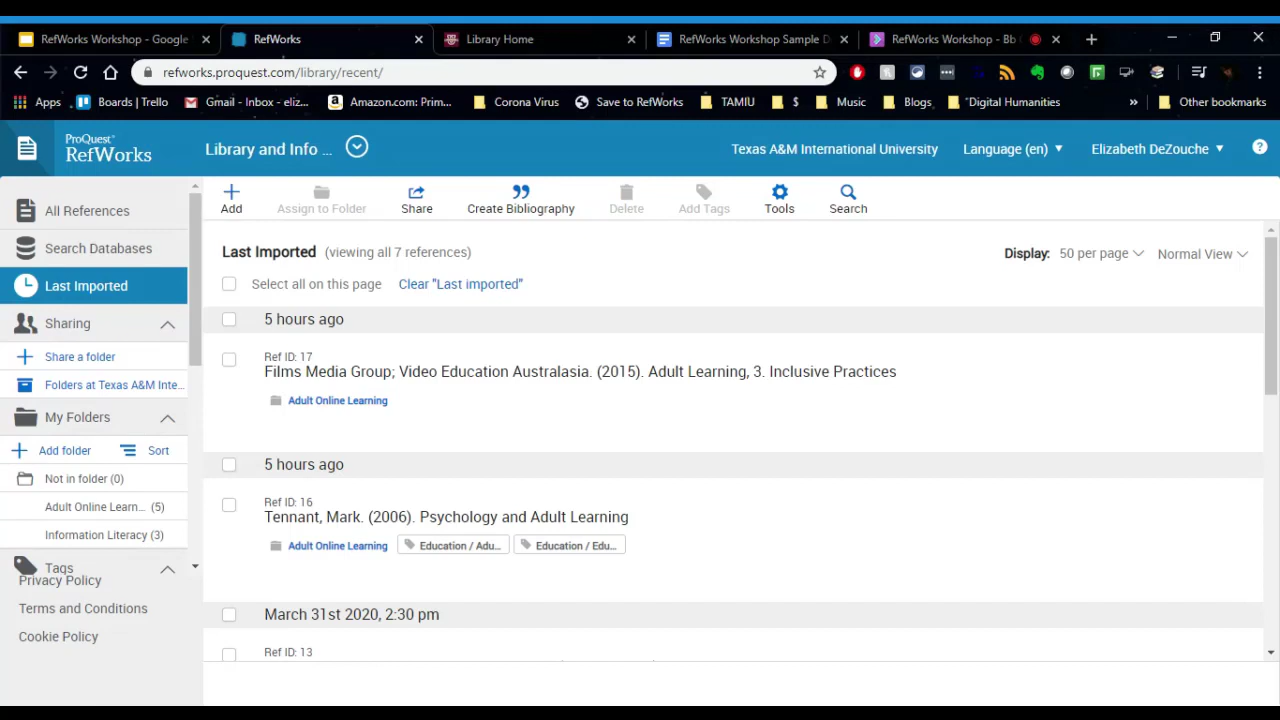 RefWorks Workshop - Google
RefWorks
Library Home
RefWorks Workshop Sample D
RefWorks Workshop - Bb
refworks.proquest.com/library/recent/
Apps
Boards | Trello
Gmail - Inbox - eliz...
Amazon.com: Prim...
Corona Virus
Save to RefWorks
TAMIU
$
Music
Blogs
"Digital Humanities
»
Other bookmarks
ProQuest
RefWorks
Library and Info ...
Texas A&M International University
Language (en)
Elizabeth DeZouche
?
All References
Search Databases
Last Imported
Sharing
Share a folder
Folders at Texas A&M Inte...
My Folders
Add folder
Sort
Not in folder (0)
Adult Online Learn... (5)
Information Literacy (3)
Tags
Privacy Policy
Terms and Conditions
Cookie Policy
Add
Assign to Folder
Share
Create Bibliography
Delete
Add Tags
Tools
Search
Last Imported (viewing all 7 references)
Display: 50 per page Normal View
Select all on this page Clear "Last imported"
5 hours ago
Ref ID: 17
Films Media Group; Video Education Australasia. (2015). Adult Learning, 3. Inclusive Practices
Adult Online Learning
5 hours ago
Ref ID: 16
Tennant, Mark. (2006). Psychology and Adult Learning
Adult Online Learning
Education / Adu...
Education / Edu...
March 31st 2020, 2:30 pm
Ref ID: 13